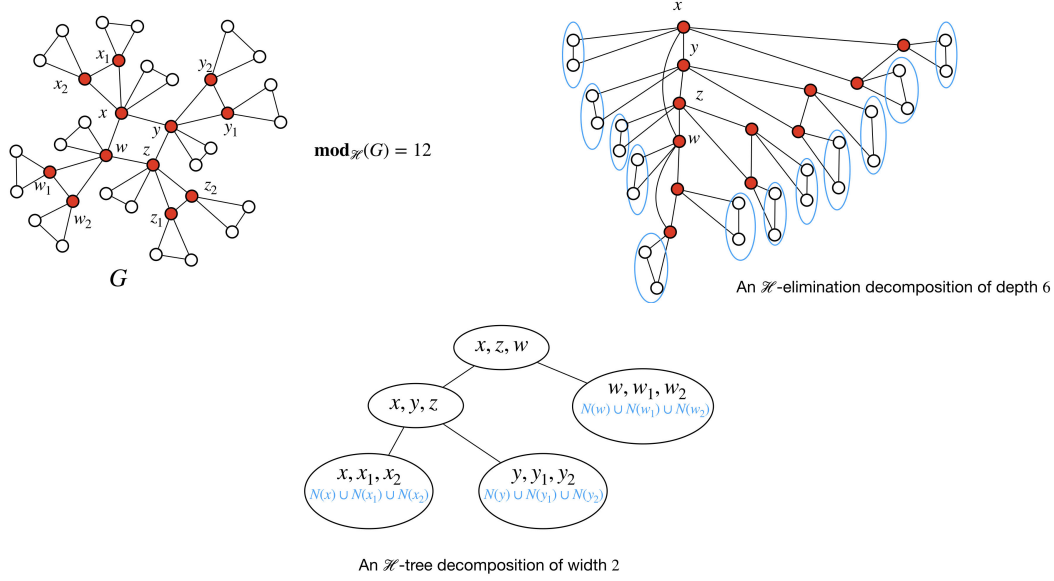 x
x₁
x₂
y₂
x
y
y₁
y
z
w
z
w
w₁
z₂
w₂
z₁
G
mod_ℋ(G) = 12
An ℋ-elimination decomposition of depth 6
x, z, w
x, y, z
w, w₁, w₂
N(w) ∪ N(w₁) ∪ N(w₂)
x, x₁, x₂
N(x) ∪ N(x₁) ∪ N(x₂)
y, y₁, y₂
N(y) ∪ N(y₁) ∪ N(y₂)
An ℋ-tree decomposition of width 2